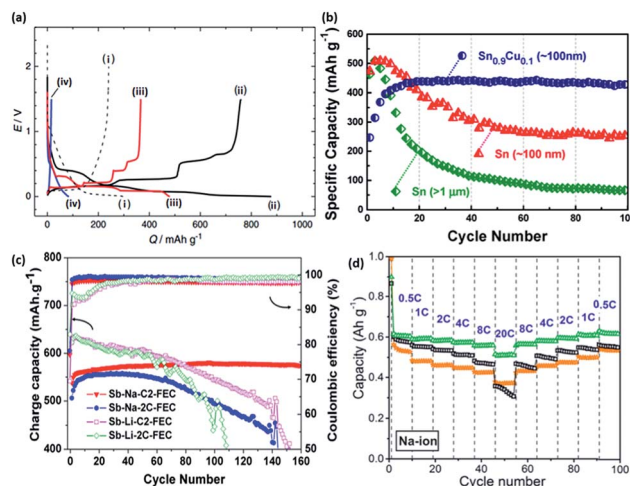 (a)
(i)
(iv)
(iii)
(ii)
2
1
0
E / V
(iv)
(i)
(iii)
(ii)
0 200 400 600 800 1000
Q / mAh g⁻¹
(b)
600
500
400
300
200
100
0
Specific Capacity (mAh g⁻¹)
Sn0.9Cu0.1 (~100nm)
Sn (~100 nm)
Sn (>1 μm)
0 20 40 60 80 100
Cycle Number
(c)
800
750
700
650
600
550
500
450
400
Charge capacity (mAh.g⁻¹)
100
90
80
70
60
50
Coulombic efficiency (%)
Sb-Na-C2-FEC
Sb-Na-2C-FEC
Sb-Li-C2-FEC
Sb-Li-2C-FEC
0 20 40 60 80 100 120 140 160
Cycle Number
(d)
1.0
0.8
0.6
0.4
0.2
0.0
Capacity (Ah g⁻¹)
0.5C 1C 2C 4C 8C 20C 8C 4C 2C 1C 0.5C
Na-ion
0 20 40 60 80 100
Cycle Number